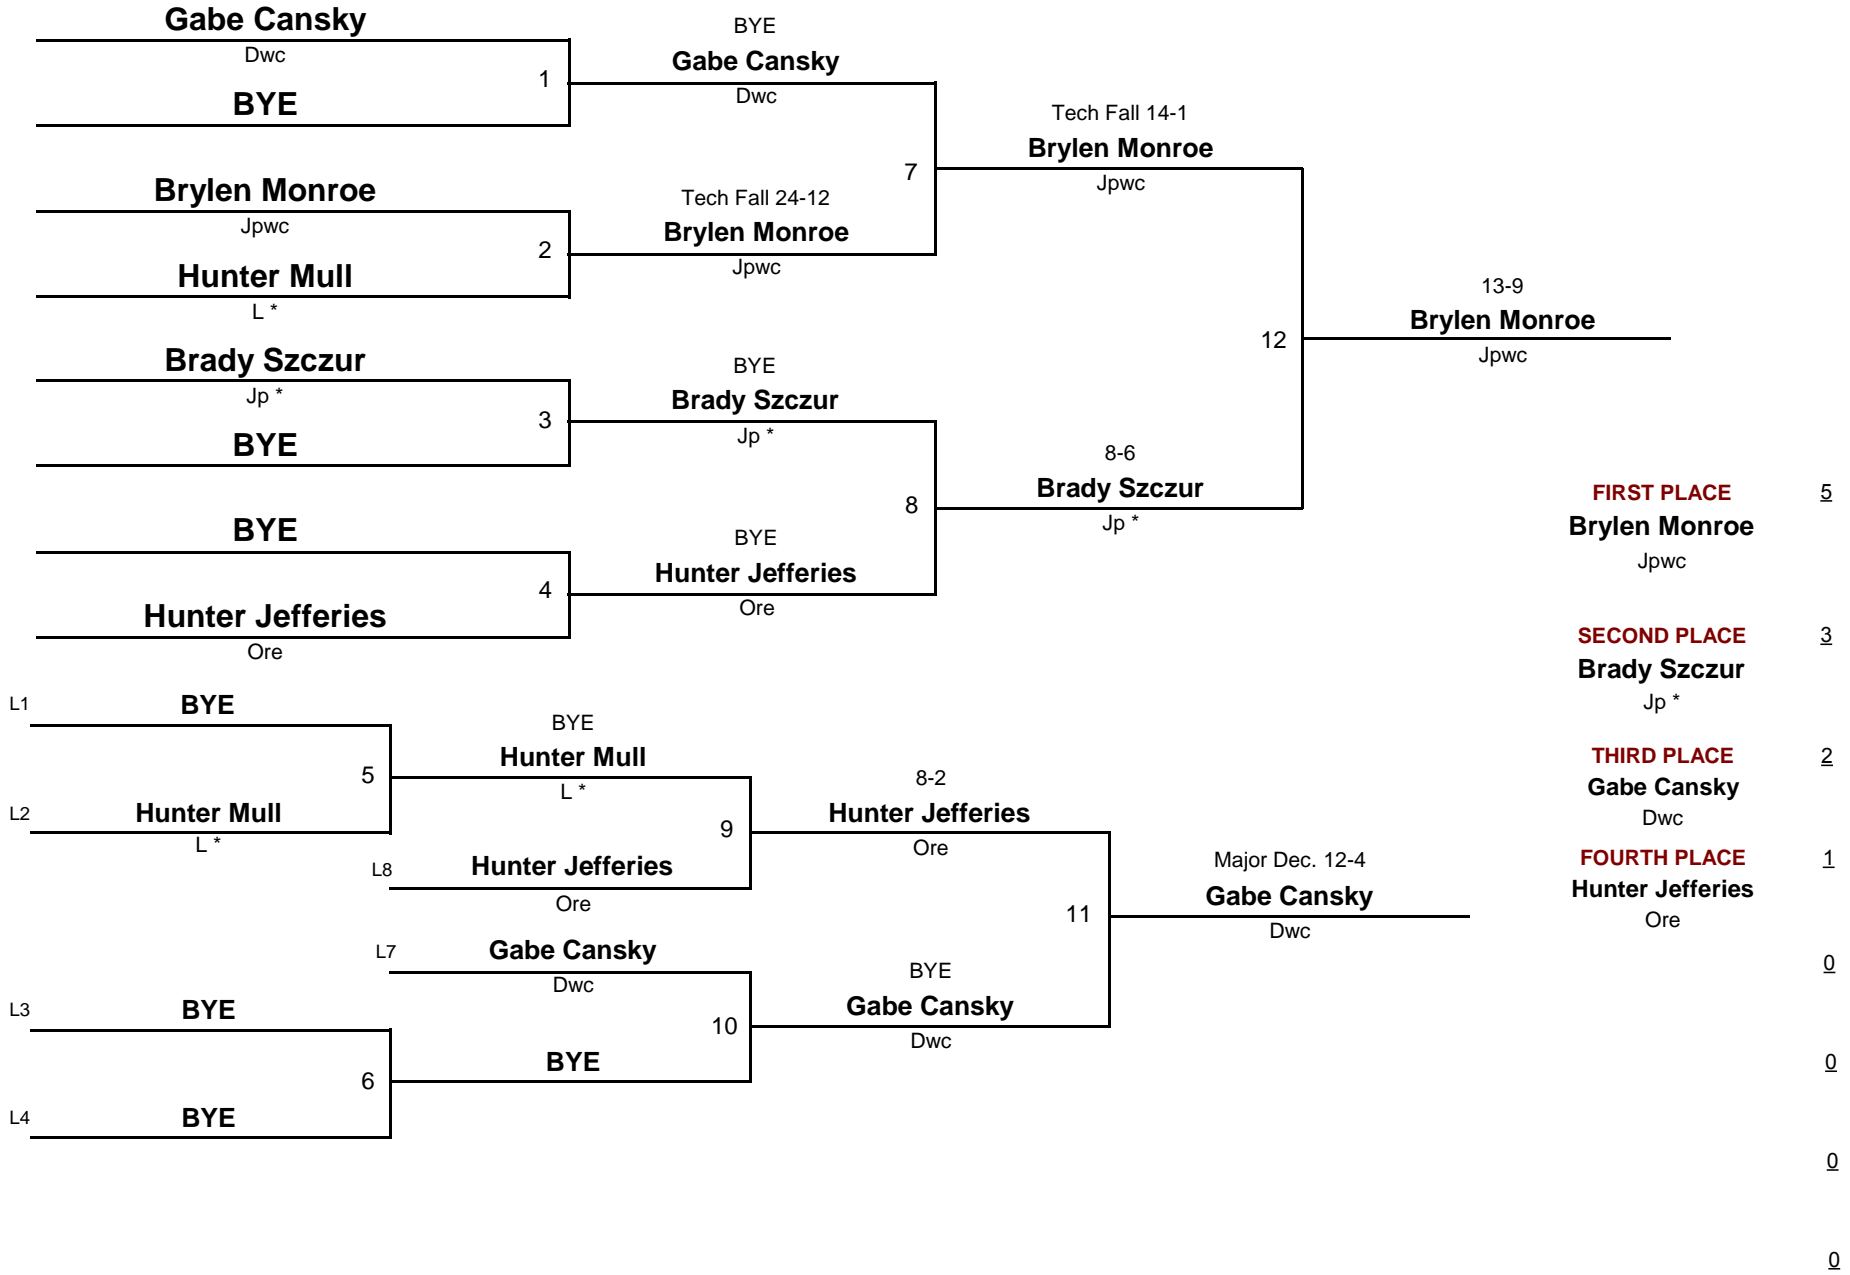 Gabe Cansky
Dwc
1
BYE
BYE
Gabe Cansky
Dwc
Brylen Monroe
Jpwc
2
Hunter Mull
L *
Tech Fall 24-12
Brylen Monroe
Jpwc
7
Tech Fall 14-1
Brylen Monroe
Jpwc
Brady Szczur
Jp *
3
BYE
BYE
Brady Szczur
Jp *
BYE
4
Hunter Jefferies
Ore
BYE
Hunter Jefferies
Ore
8
8-6
Brady Szczur
Jp *
12
13-9
Brylen Monroe
Jpwc
L1
BYE
5
L2
Hunter Mull
L *
BYE
Hunter Mull
L *
9
L8
Hunter Jefferies
Ore
8-2
Hunter Jefferies
Ore
L7
Gabe Cansky
Dwc
10
BYE
L3
BYE
6
L4
BYE
BYE
Gabe Cansky
Dwc
11
Major Dec. 12-4
Gabe Cansky
Dwc
FIRST PLACE 5
Brylen Monroe
Jpwc
SECOND PLACE 3
Brady Szczur
Jp *
THIRD PLACE 2
Gabe Cansky
Dwc
FOURTH PLACE 1
Hunter Jefferies
Ore
0
0
0
0